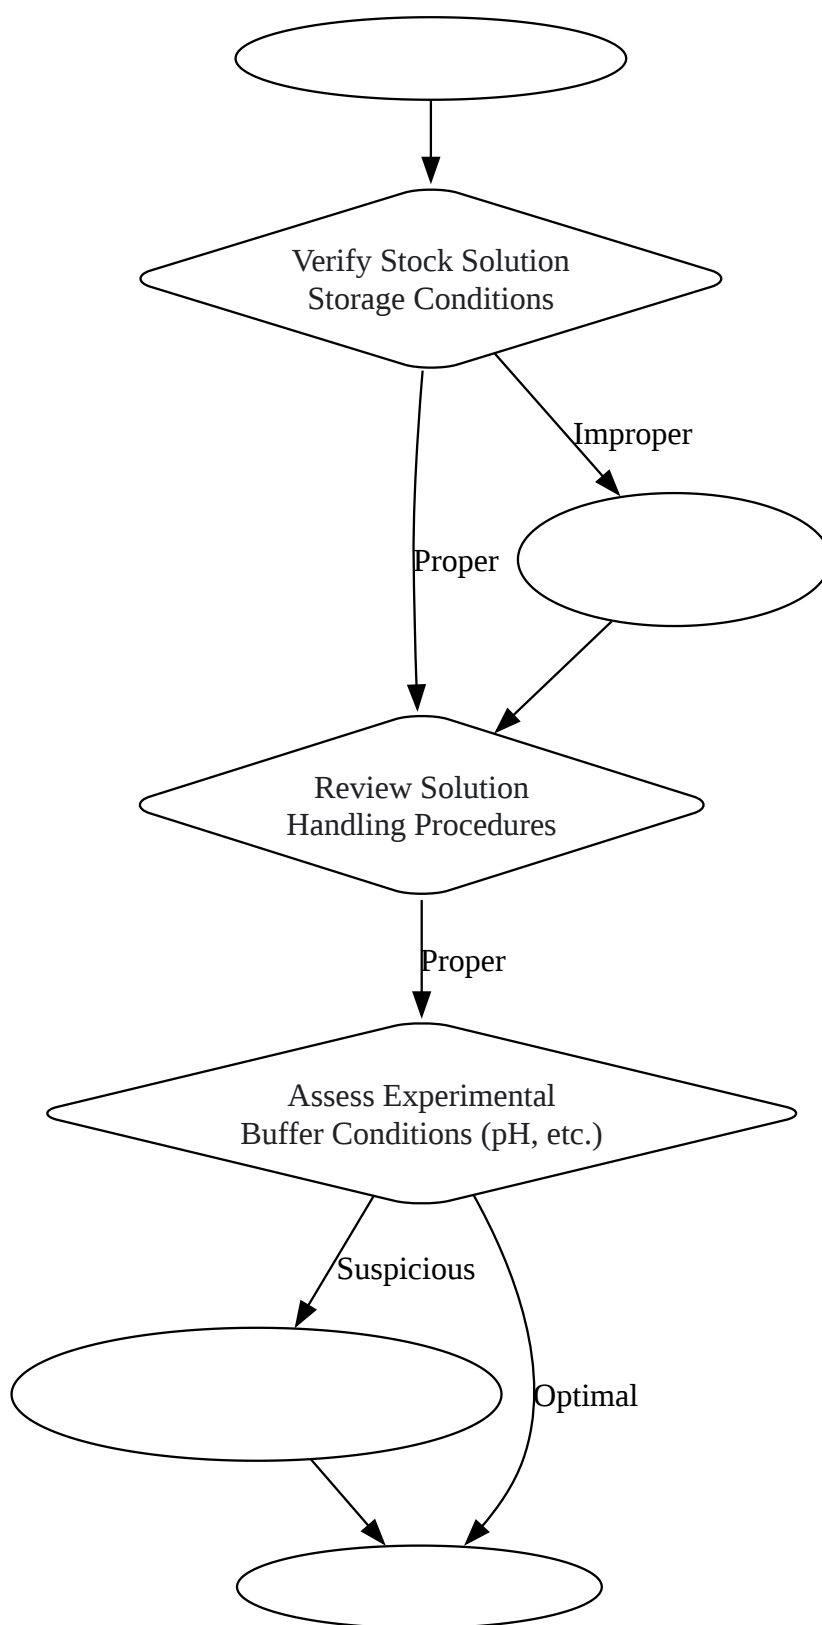 Verify Stock Solution
Storage Conditions
Improper
Proper
Review Solution
Handling Procedures
Proper
Assess Experimental
Buffer Conditions (pH, etc.)
Suspicious
Optimal